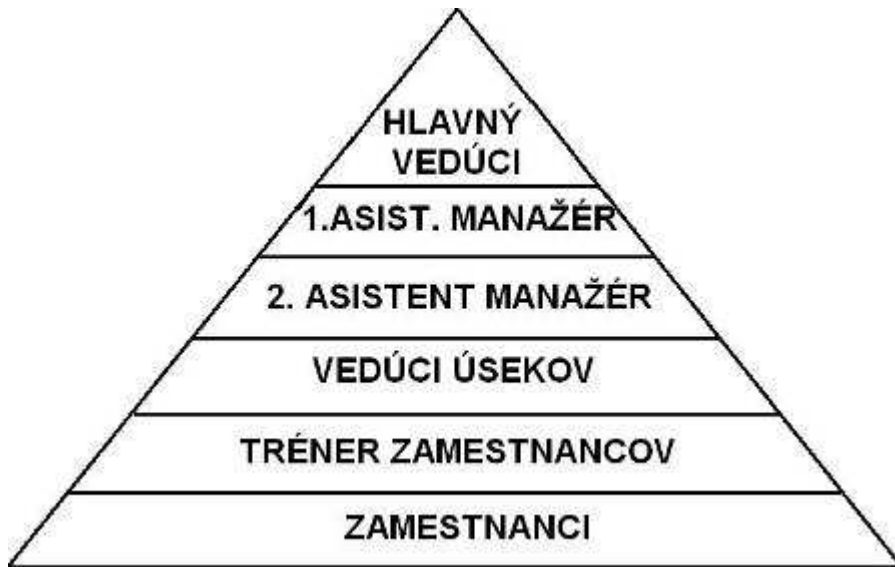 HLAVNÝ
VEDÚCI
1.ASIST. MANAŽÉR
2. ASISTENT MANAŽÉR
VEDÚCI ÚSEKOV
TRÉNER ZAMESTNANCOV
ZAMESTNANCI